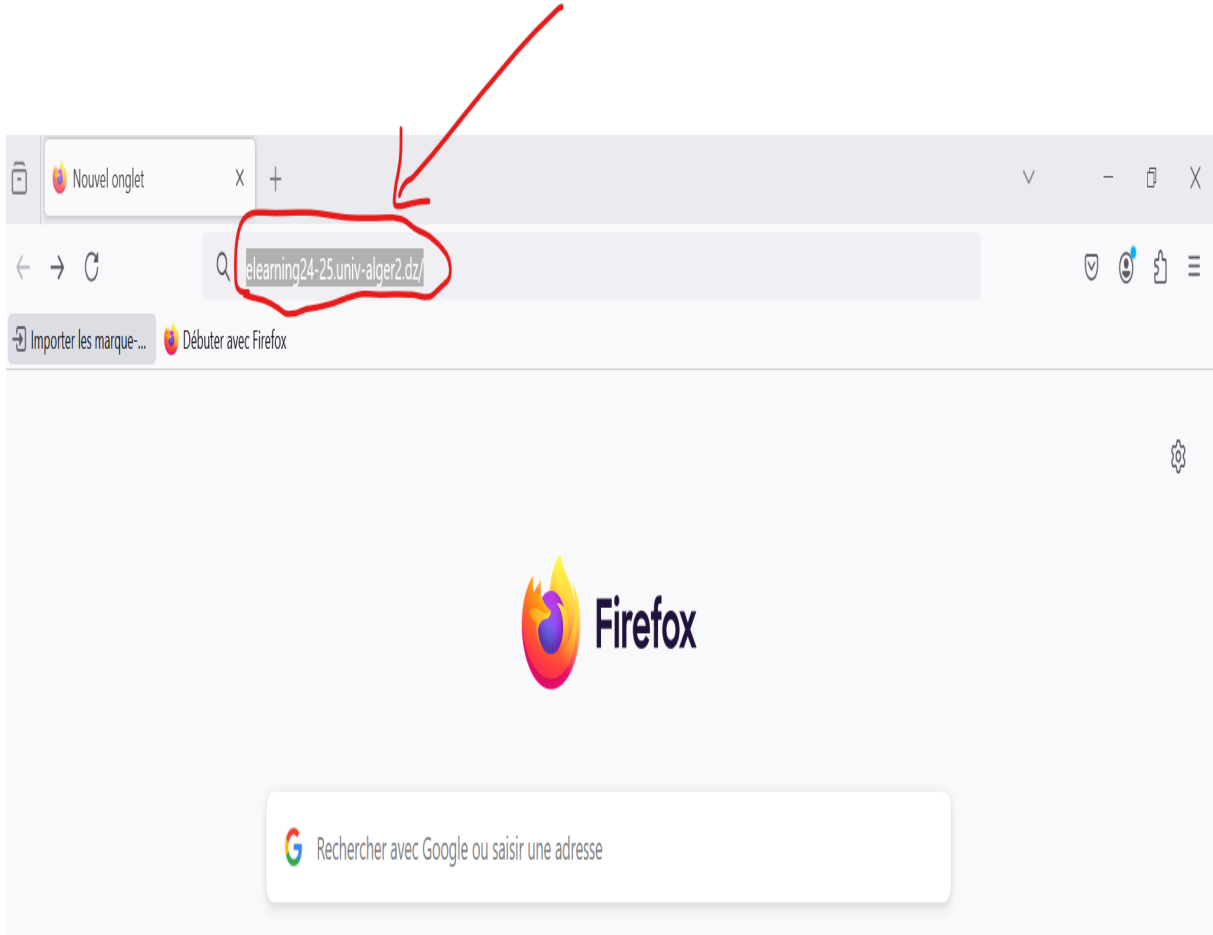 Nouvel onglet
elearning24-25.univ-alger2.dz/
Importer les marque-... Débuter avec Firefox
Firefox
Rechercher avec Google ou saisir une adresse